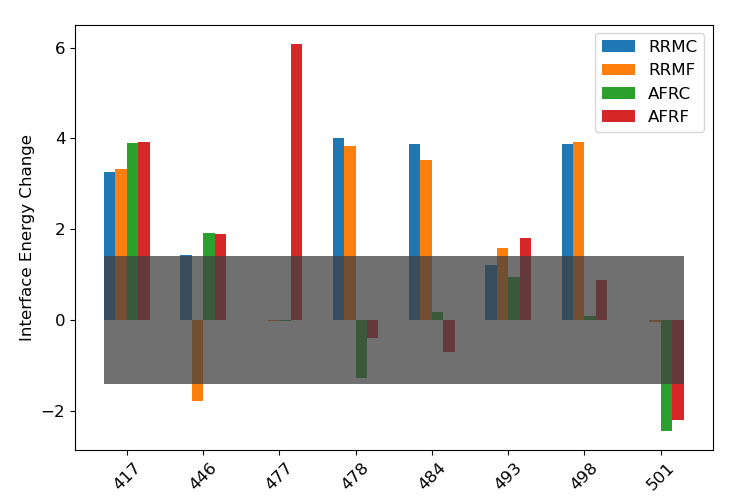 Interface Energy Change
6
4
2
0
−2
417
446
477
478
484
493
498
501
RRMC
RRMF
AFRC
AFRF